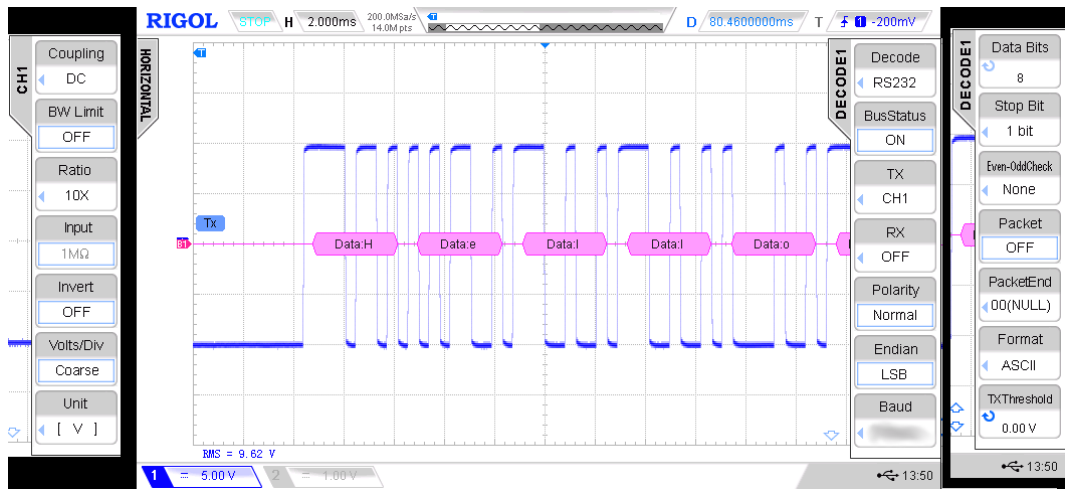 RIGOL STOP H 2.000ms 200.0MSa/s 14.0M pts D 80.4600000ms T 1 -200mV
CH1
Coupling
DC
BW Limit
OFF
Ratio
10X
Input
1MΩ
Invert
OFF
Volts/Div
Coarse
Unit
[ V ]
HORIZONTAL
T
Tx
B1
Data:H Data:e Data:l Data:l Data:o
RMS = 9.62 V
1 = 5.00 V 2 = 1.00 V
13:50
DECODE1
Decode
RS232
BusStatus
ON
TX
CH1
RX
OFF
Polarity
Normal
Endian
LSB
Baud
DECODE1
Data Bits
8
Stop Bit
1 bit
Even-OddCheck
None
Packet
OFF
PacketEnd
00(NULL)
Format
ASCII
TXThreshold
0.00 V
13:50